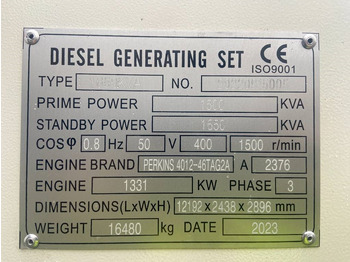 DIESEL GENERATING SET CE
ISO9001
TYPE NO.
PRIME POWER KVA
STANDBY POWER 1650 KVA
COSφ 0.8 Hz 50 V 400 1500 r/min
ENGINE BRAND PERKINS 4012-46TAG2A A 2376
ENGINE 1331 KW PHASE 3
DIMENSIONS(LxWxH) 12192 x 2438 x 2896 mm
WEIGHT 16480 kg DATE 2023